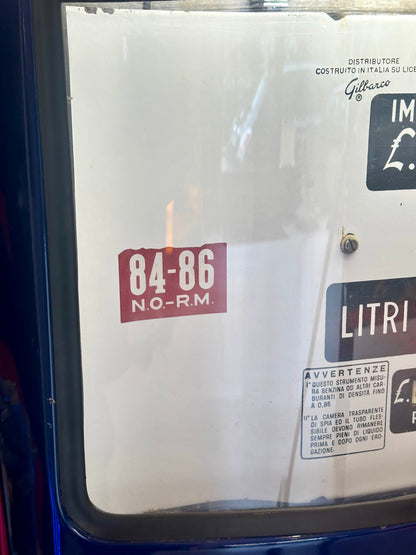 DISTRIBUTORE
COSTRUITO IN ITALIA SU LICE
Gilbarco
®
IM
£.
84-86
N.O.-R.M.
LITRI
AVVERTENZE
I° QUESTO STRUMENTO MISU-
RA BENZINA OD ALTRI CAR-
BURANTI DI DENSITÀ FINO
A 0,86
II° LA CAMERA TRASPARENTE
DI SPIA ED IL TUBO FLES-
SIBILE DEVONO RIMANERE
SEMPRE PIENI DI LIQUIDO
PRIMA E DOPO OGNI ERO-
GAZIONE.
£.